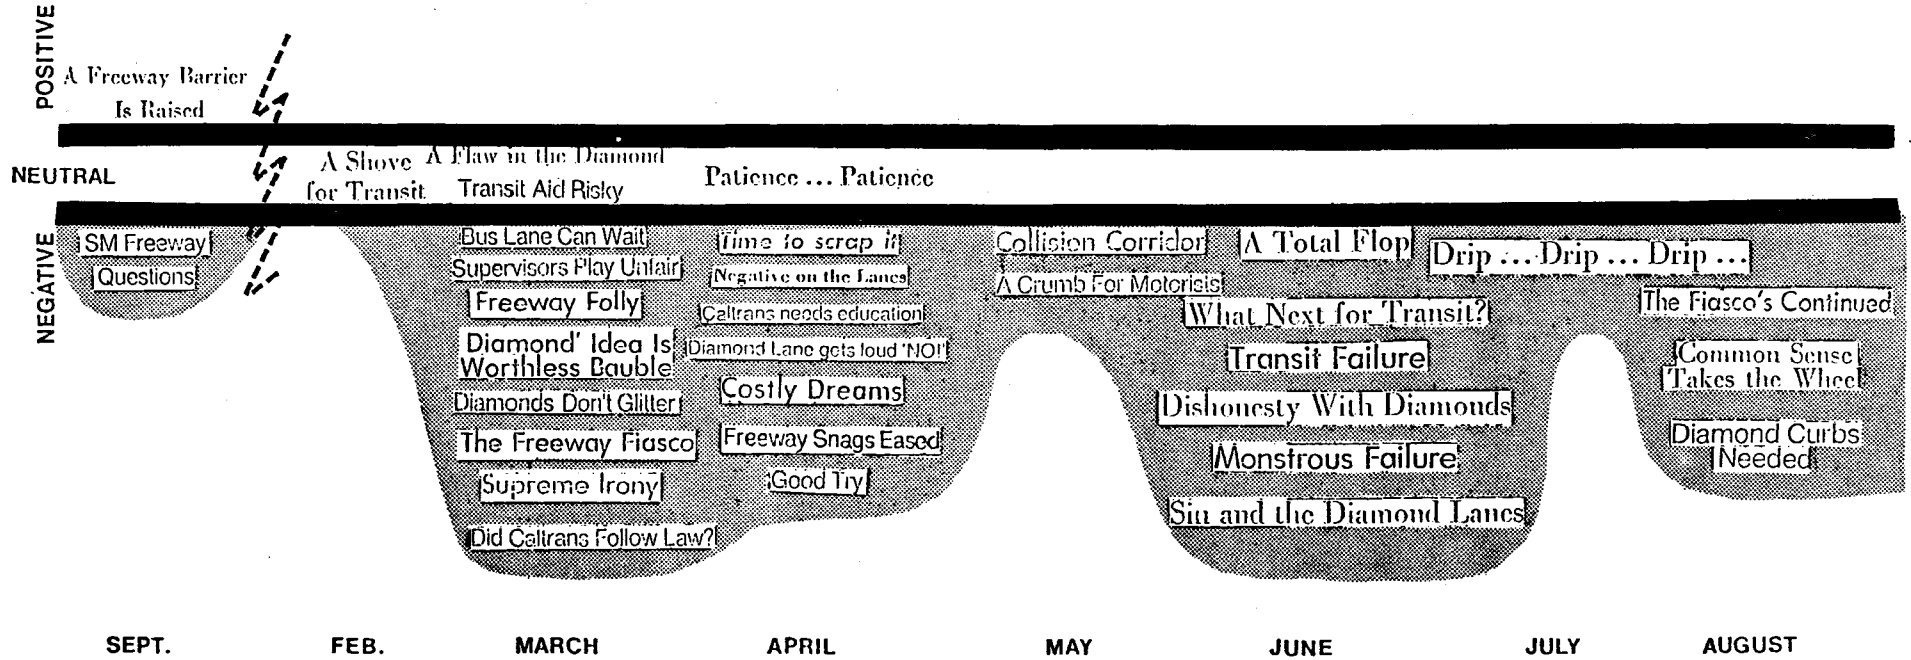 POSITIVE
A Freeway Barrier
Is Raised
NEUTRAL
A Shove
for Transit
A Flaw in the Diamond
Transit Aid Risky
Patience ... Patience
NEGATIVE
SM Freeway
Questions
Bus Lane Can Wait
Supervisors Play Unfair
Freeway Folly
Diamond' Idea Is
Worthless Bauble
Diamonds Don't Glitter
The Freeway Fiasco
Supreme Irony
Did Caltrans Follow Law?
Time to scrap it
Negative on the Lanes
Caltrans needs education
Diamond Lane gets loud 'NO!'
Costly Dreams
Freeway Snags Eased
Good Try
Collision Corridor
A Crumb For Motorists
A Total Flop
What Next for Transit?
Transit Failure
Dishonesty With Diamonds
Monstrous Failure
Sin and the Diamond Lanes
Drip ... Drip ... Drip ...
The Fiasco's Continued
Common Sense
Takes the Wheel
Diamond Curbs
Needed
SEPT.
FEB.
MARCH
APRIL
MAY
JUNE
JULY
AUGUST